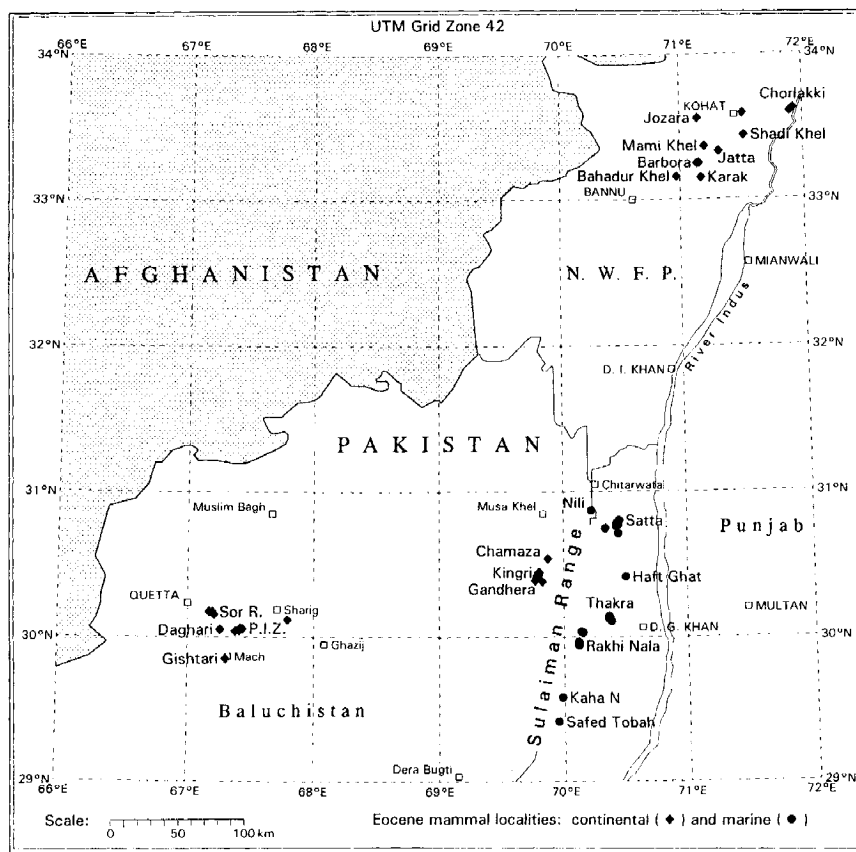 UTM Grid Zone 42
66°E 67°E 68°E 69°E 70°E 71°E 72°E
34°N 34°N
Chorlakki
KOHAT
Jozara
Shadi Khel
Mami Khel
Jatta
Barbora
Bahadur Khel
Karak
BANNU
33°N 33°N
AFGHANISTAN
N. W. F. P.
MIANWALI
River Indus
32°N 32°N
D. I. KHAN
PAKISTAN
31°N 31°N
Chitarwata
Nili
Muslim Bagh
Musa Khel
Satta
Punjab
Chamaza
Kingri
Gandhera
Haft Ghat
QUETTA
Sor R.
Sharig
Thakra
MULTAN
Daghari
P.I.Z.
D. G. KHAN
30°N 30°N
Ghazij
Rakhi Nala
Gishtari
Mach
Sulaiman Range
Kaha N
Baluchistan
Safed Tobah
Dera Bugti
29°N 29°N
66°E 67°E 68°E 69°E 70°E 71°E 72°E
Scale:
0 50 100 km
Eocene mammal localities: continental (♦) and marine (●)